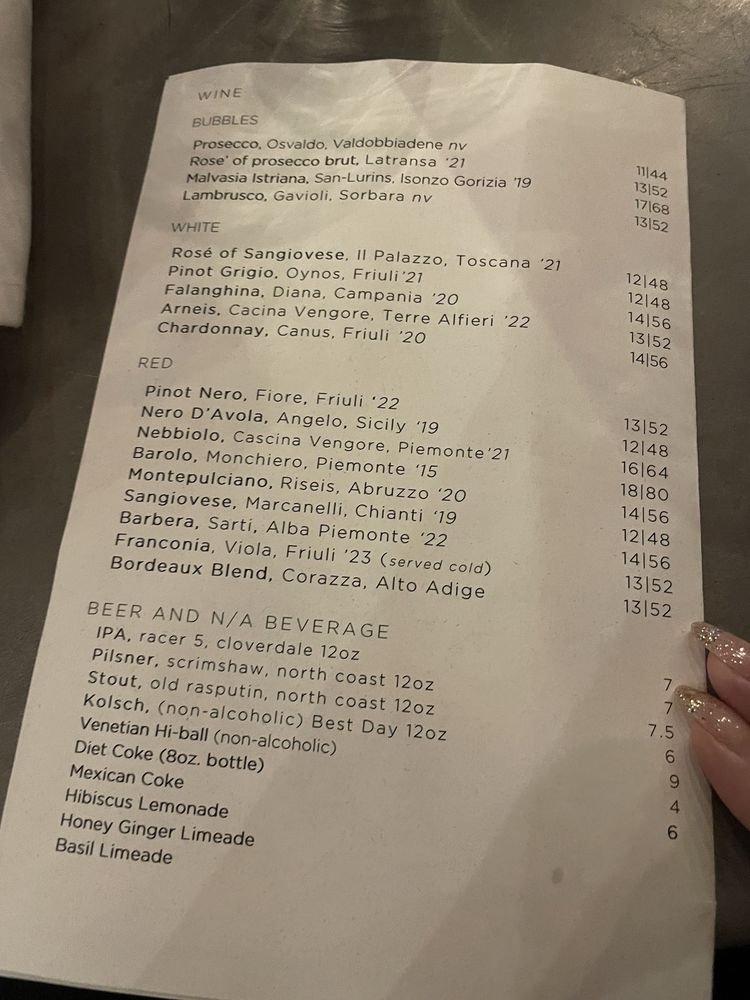 WINE
BUBBLES
Prosecco, Osvaldo, Valdobbiadene nv 11|44
Rose' of prosecco brut, Latransa '21 13|52
Malvasia Istriana, San-Lurins, Isonzo Gorizia '19 17|68
Lambrusco, Gavioli, Sorbara nv 13|52
WHITE
Rosé of Sangiovese, Il Palazzo, Toscana '21 12|48
Pinot Grigio, Oynos, Friuli'21 12|48
Falanghina, Diana, Campania '20 14|56
Arneis, Cacina Vengore, Terre Alfieri '22 13|52
Chardonnay, Canus, Friuli '20 14|56
RED
Pinot Nero, Fiore, Friuli '22 13|52
Nero D'Avola, Angelo, Sicily '19 12|48
Nebbiolo, Cascina Vengore, Piemonte'21 16|64
Barolo, Monchiero, Piemonte '15 18|80
Montepulciano, Riseis, Abruzzo '20 14|56
Sangiovese, Marcanelli, Chianti '19 12|48
Barbera, Sarti, Alba Piemonte '22 14|56
Franconia, Viola, Friuli '23 (served cold) 13|52
Bordeaux Blend, Corazza, Alto Adige 13|52
BEER AND N/A BEVERAGE
IPA, racer 5, cloverdale 12oz 7
Pilsner, scrimshaw, north coast 12oz 7
Stout, old rasputin, north coast 12oz 7.5
Kolsch, (non-alcoholic) Best Day 12oz 6
Venetian Hi-ball (non-alcoholic) 9
Diet Coke (8oz. bottle) 4
Mexican Coke 6
Hibiscus Lemonade
Honey Ginger Limeade
Basil Limeade